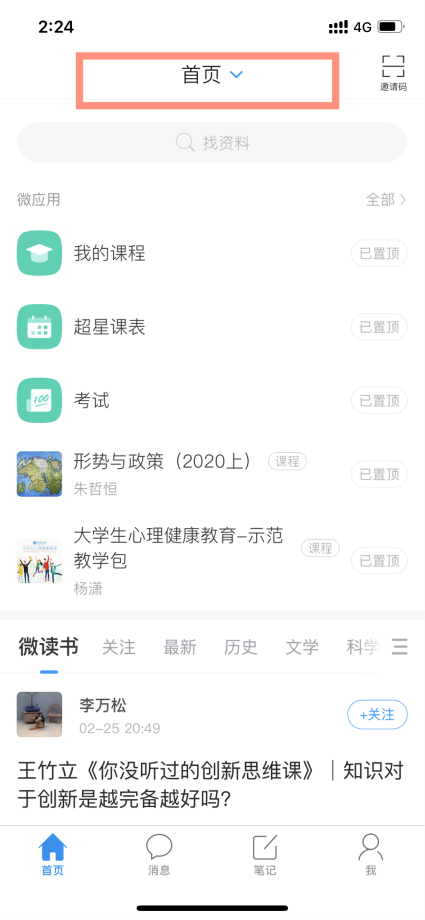 2:24
4G
首页
邀请码
找资料
微应用
全部
我的课程
已置顶
超星课表
已置顶
100
考试
已置顶
形势与政策（2020上） 课程
朱哲恒
已置顶
大学生心理健康教育-示范
教学包
课程
已置顶
杨潇
微读书 关注 最新 历史 文学 科学
李万松
02-25 20:49
+关注
王竹立《你没听过的创新思维课》｜知识对
于创新是越完备越好吗？
首页
消息
笔记
我